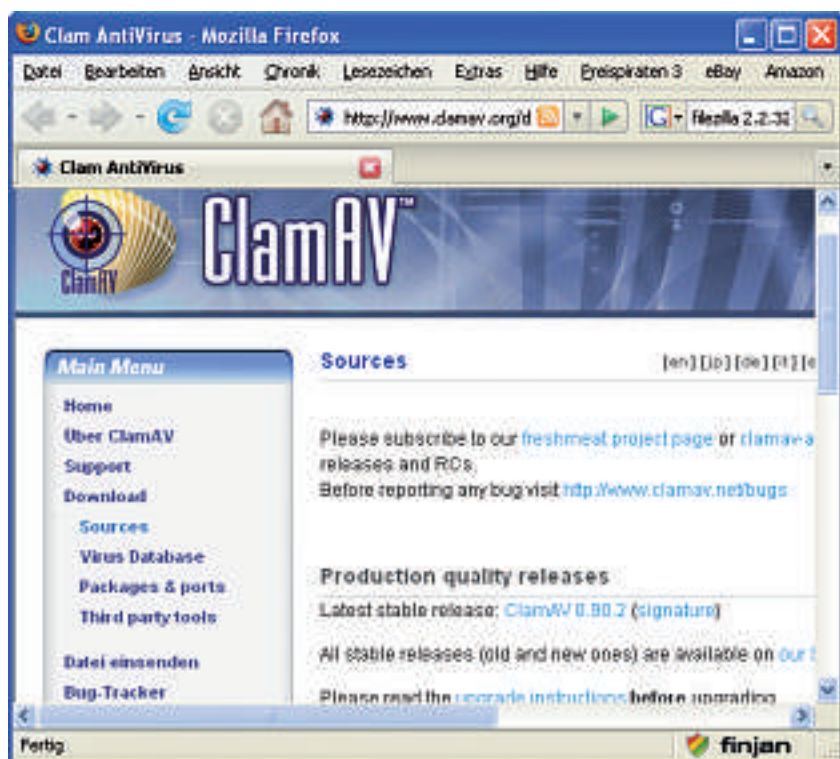 Clam AntiVirus - Mozilla Firefox
Datei Bearbeiten Ansicht Chronik Lesezeichen Extras Hilfe Preispiraten 3 eBay Amazon
http://www.clamav.org/d G filezilla 2.2.32
Clam AntiVirus
ClamAV
ClamAV™
Main Menu
Home
Über ClamAV
Support
Download
Sources
Virus Database
Packages & ports
Third party tools
Datei einsenden
Bug-Tracker
Sources [en] [jp] [de] [it] [e
Please subscribe to our freshmeat project page or clamav-a
releases and RCs.
Before reporting any bug visit http://www.clamav.net/bugs
Production quality releases
Latest stable release: ClamAV 0.90.2 (signature)
All stable releases (old and new ones) are available on our
Please read the upgrade instructions before upgrading
Fertig finjan